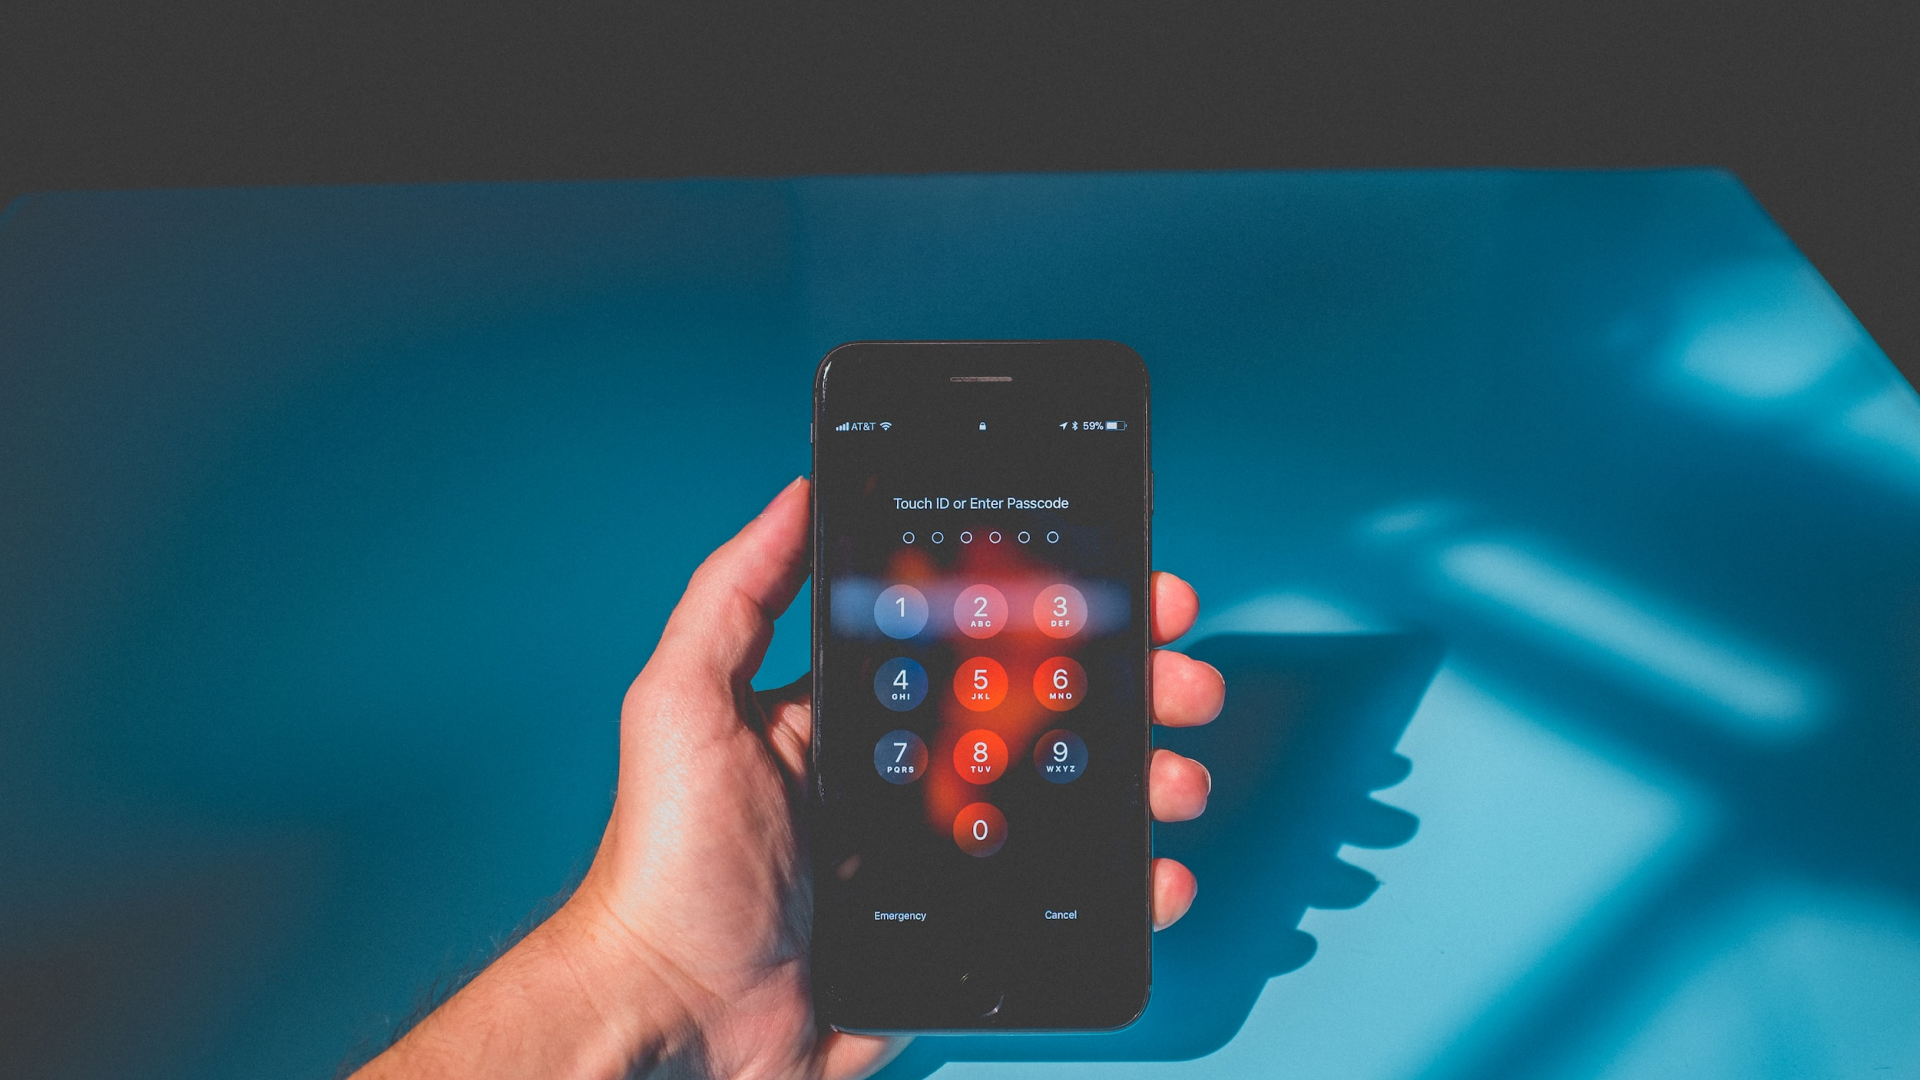 AT&T 59%
Touch ID or Enter Passcode
1 2 3
ABC DEF
4 5 6
GHI JKL MNO
7 8 9
PQRS TUV WXYZ
0
Emergency Cancel